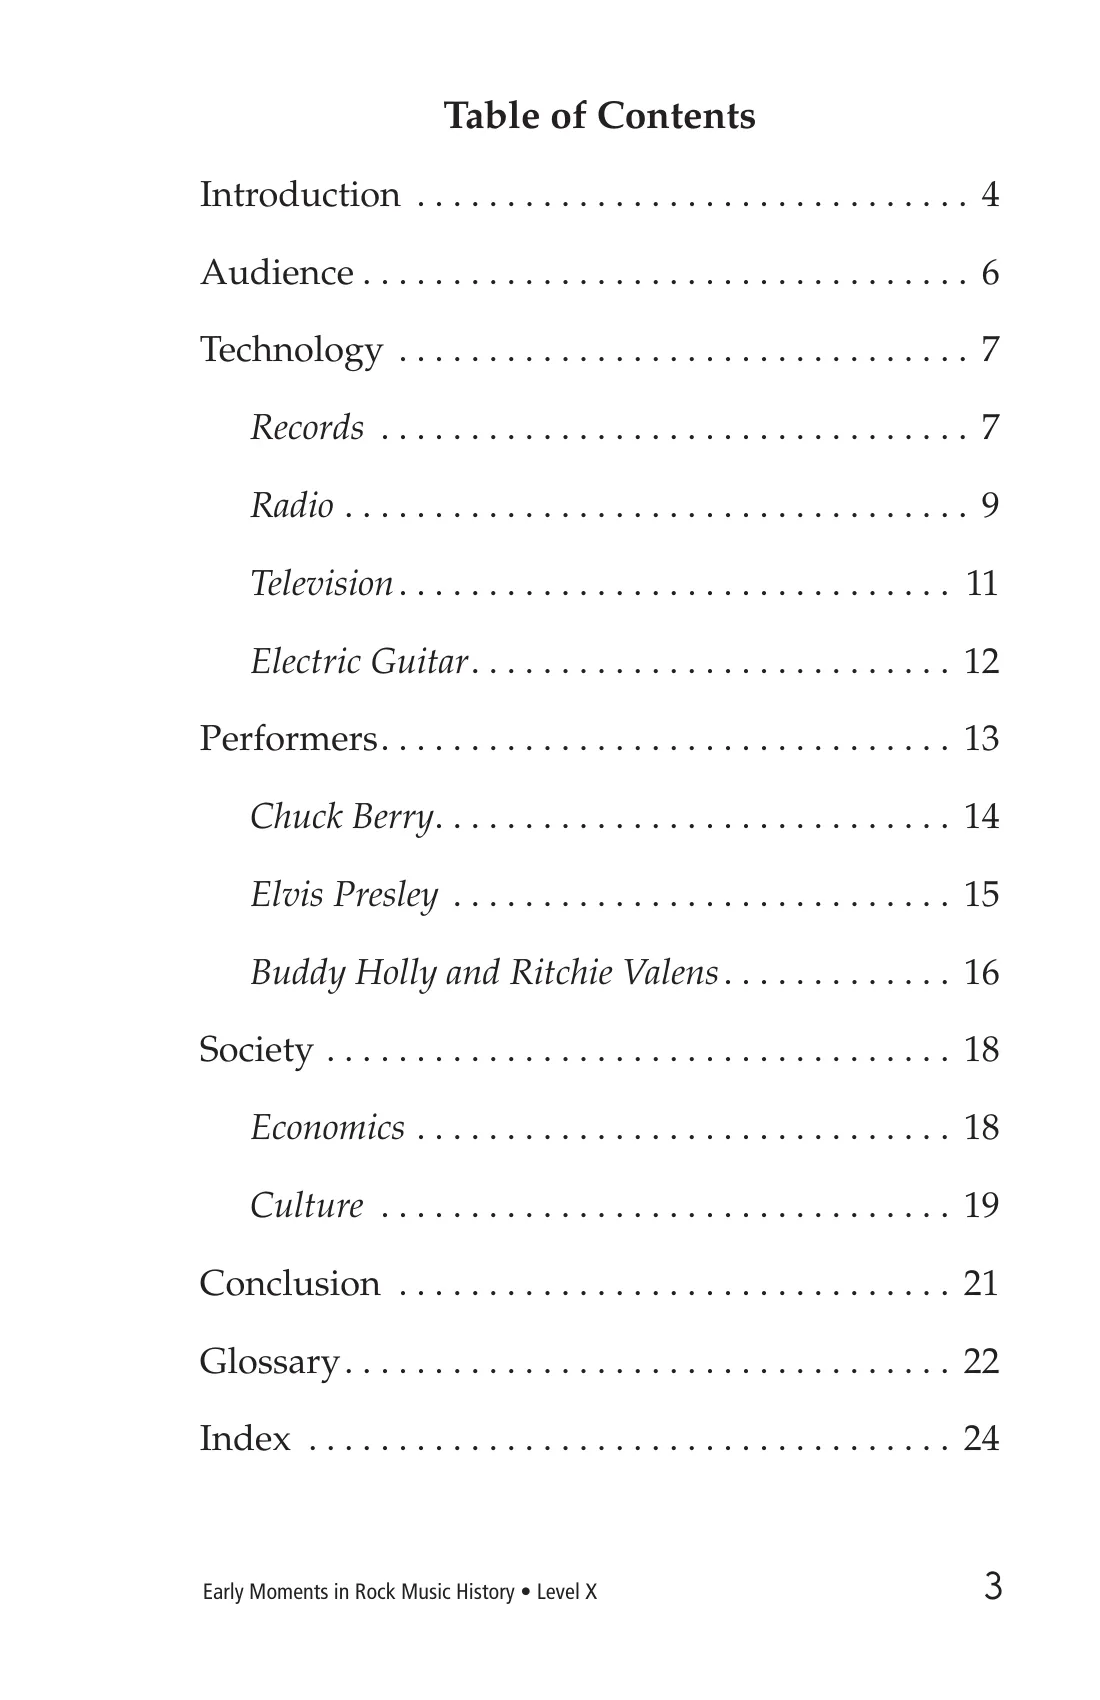 Table of Contents
Introduction . . . . . . . . . . . . . . . . . . . . . . . . . . . . . . . 4
Audience . . . . . . . . . . . . . . . . . . . . . . . . . . . . . . . . . . 6
Technology . . . . . . . . . . . . . . . . . . . . . . . . . . . . . . . . 7
Records . . . . . . . . . . . . . . . . . . . . . . . . . . . . . . . . . 7
Radio . . . . . . . . . . . . . . . . . . . . . . . . . . . . . . . . . . . 9
Television . . . . . . . . . . . . . . . . . . . . . . . . . . . . . . . 11
Electric Guitar . . . . . . . . . . . . . . . . . . . . . . . . . . . 12
Performers . . . . . . . . . . . . . . . . . . . . . . . . . . . . . . . . 13
Chuck Berry . . . . . . . . . . . . . . . . . . . . . . . . . . . . . 14
Elvis Presley . . . . . . . . . . . . . . . . . . . . . . . . . . . . 15
Buddy Holly and Ritchie Valens . . . . . . . . . . . . . 16
Society . . . . . . . . . . . . . . . . . . . . . . . . . . . . . . . . . . . 18
Economics . . . . . . . . . . . . . . . . . . . . . . . . . . . . . . 18
Culture . . . . . . . . . . . . . . . . . . . . . . . . . . . . . . . . 19
Conclusion . . . . . . . . . . . . . . . . . . . . . . . . . . . . . . . 21
Glossary . . . . . . . . . . . . . . . . . . . . . . . . . . . . . . . . . . 22
Index . . . . . . . . . . . . . . . . . . . . . . . . . . . . . . . . . . . . 24
Early Moments in Rock Music History • Level X 3